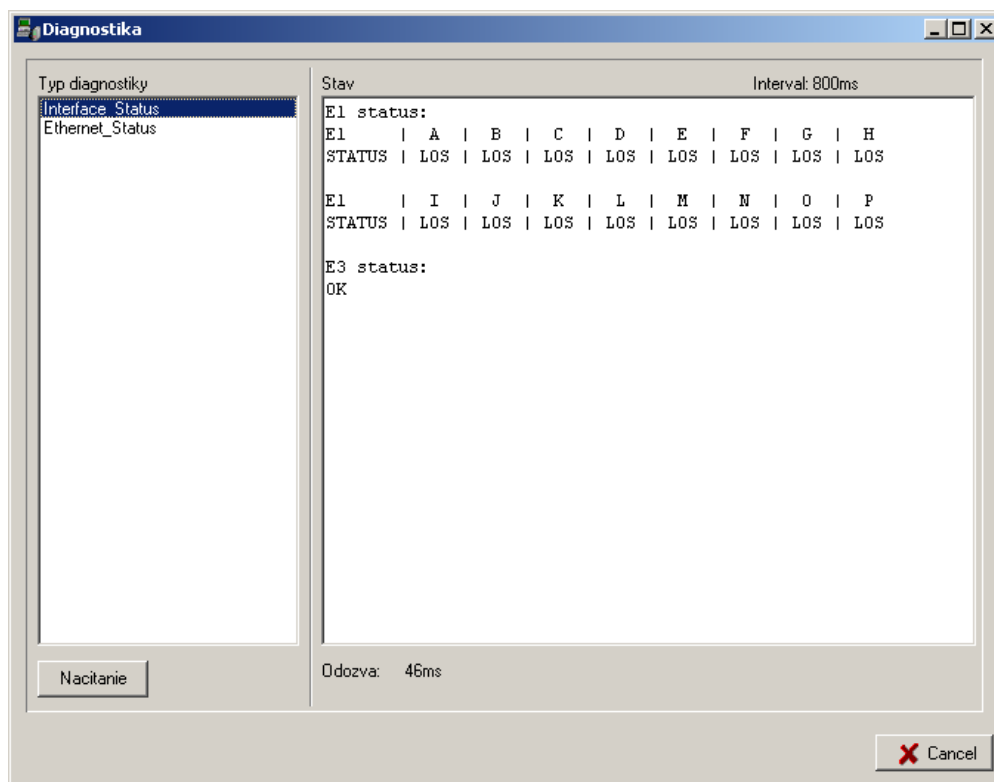 Diagnostika
Typ diagnostiky
Interface_Status
Ethernet_Status
Nacitanie
Stav Interval: 800ms
E1 status:
E1 | A | B | C | D | E | F | G | H
STATUS | LOS | LOS | LOS | LOS | LOS | LOS | LOS | LOS
E1 | I | J | K | L | M | N | O | P
STATUS | LOS | LOS | LOS | LOS | LOS | LOS | LOS | LOS
E3 status:
OK
Odozva: 46ms
Cancel